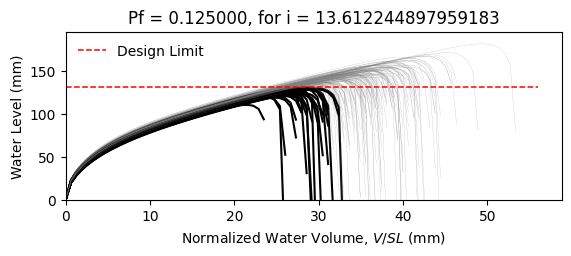 Pf = 0.125000, for i = 13.612244897959183
Design Limit
Water Level (mm)
150
100
50
0
0 10 20 30 40 50
Normalized Water Volume, V/SL (mm)